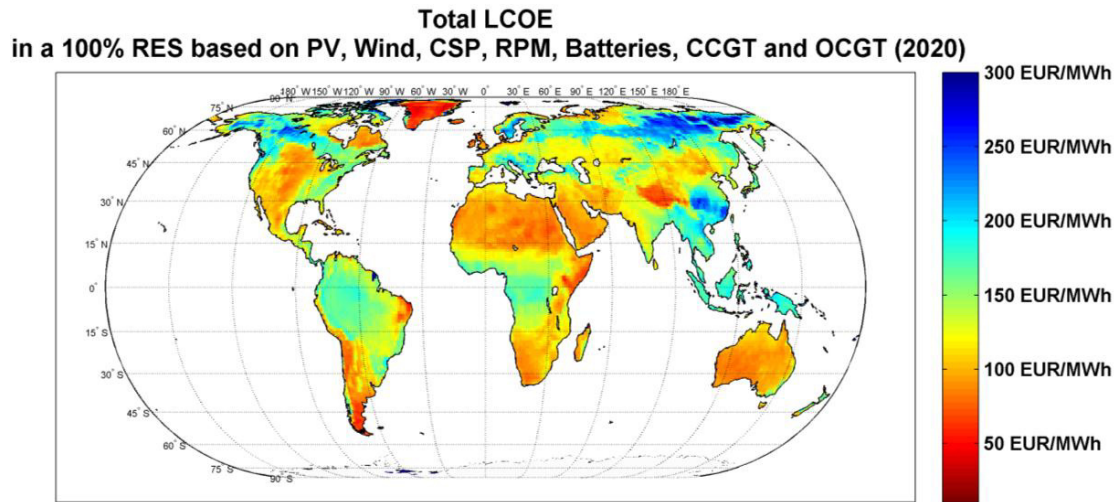 Total LCOE
in a 100% RES based on PV, Wind, CSP, RPM, Batteries, CCGT and OCGT (2020)
180° W 150° W 120° W 90° W 60° W 30° W 0° 30° E 60° E 90° E 120° E 150° E 180° E
90° N
75° N
60° N
45° N
30° N
15° N
0°
15° S
30° S
45° S
60° S
75° S
90° S
300 EUR/MWh
250 EUR/MWh
200 EUR/MWh
150 EUR/MWh
100 EUR/MWh
50 EUR/MWh